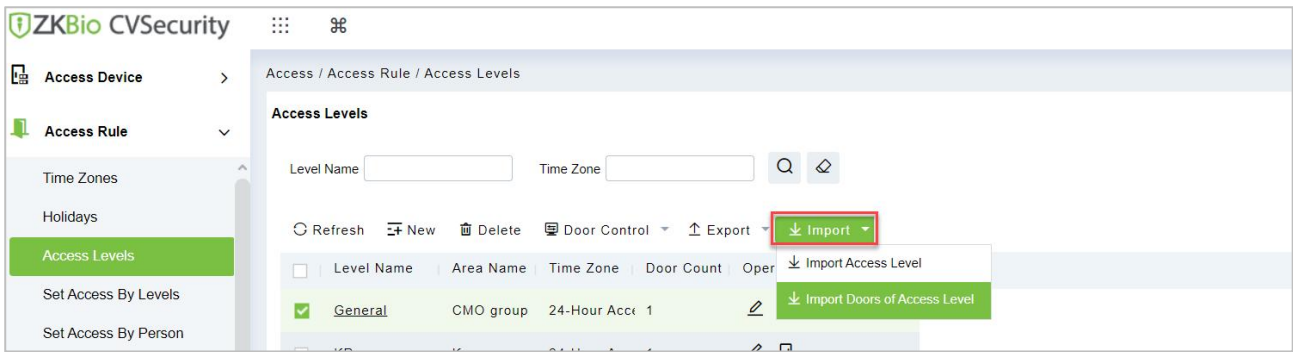 ZKBio CVSecurity
Access Device
Access Rule
Time Zones
Holidays
Access Levels
Set Access By Levels
Set Access By Person
Access / Access Rule / Access Levels
Access Levels
Level Name Time Zone
Refresh New Delete Door Control Export Import
Level Name Area Name Time Zone Door Count Oper
Import Access Level
General CMO group 24-Hour Acce 1
Import Doors of Access Level